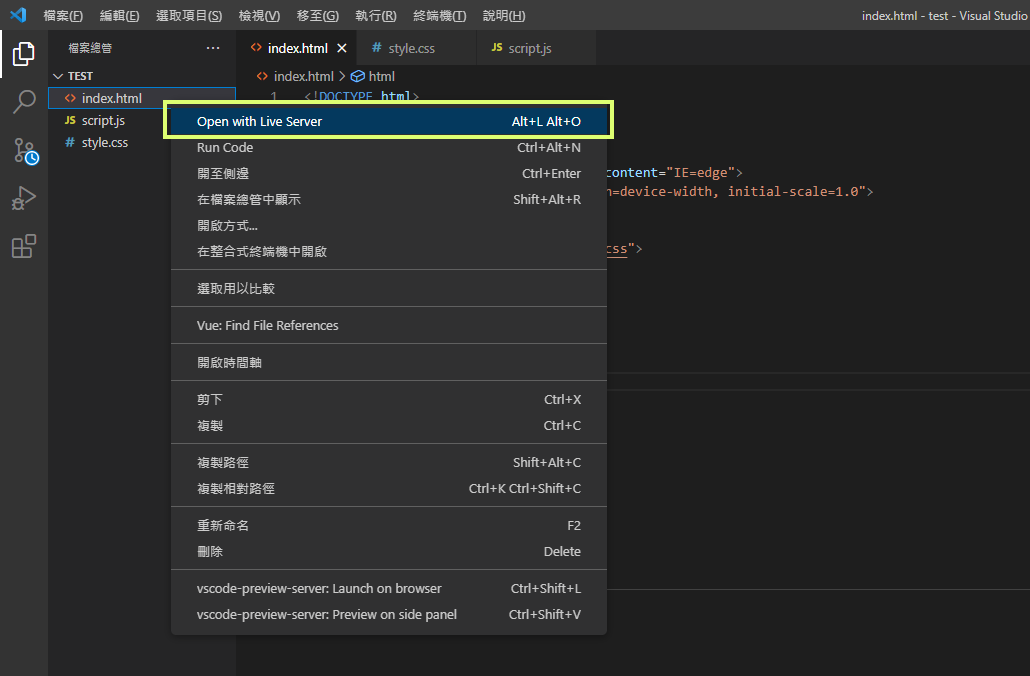 檔案(F) 編輯(E) 選取項目(S) 檢視(V) 移至(G) 執行(R) 終端機(T) 說明(H) index.html - test - Visual Studio
檔案總管 ···
index.html
# style.css
JS script.js
TEST
index.html > html
index.html
JS script.js
# style.css
1 <!DOCTYPE html>
content="IE=edge">
=device-width, initial-scale=1.0">
css">
Open with Live Server Alt+L Alt+O
Run Code Ctrl+Alt+N
開至側邊 Ctrl+Enter
在檔案總管中顯示 Shift+Alt+R
開啟方式...
在整合式終端機中開啟
選取用以比較
Vue: Find File References
開啟時間軸
剪下 Ctrl+X
複製 Ctrl+C
複製路徑 Shift+Alt+C
複製相對路徑 Ctrl+K Ctrl+Shift+C
重新命名 F2
刪除 Delete
vscode-preview-server: Launch on browser Ctrl+Shift+L
vscode-preview-server: Preview on side panel Ctrl+Shift+V